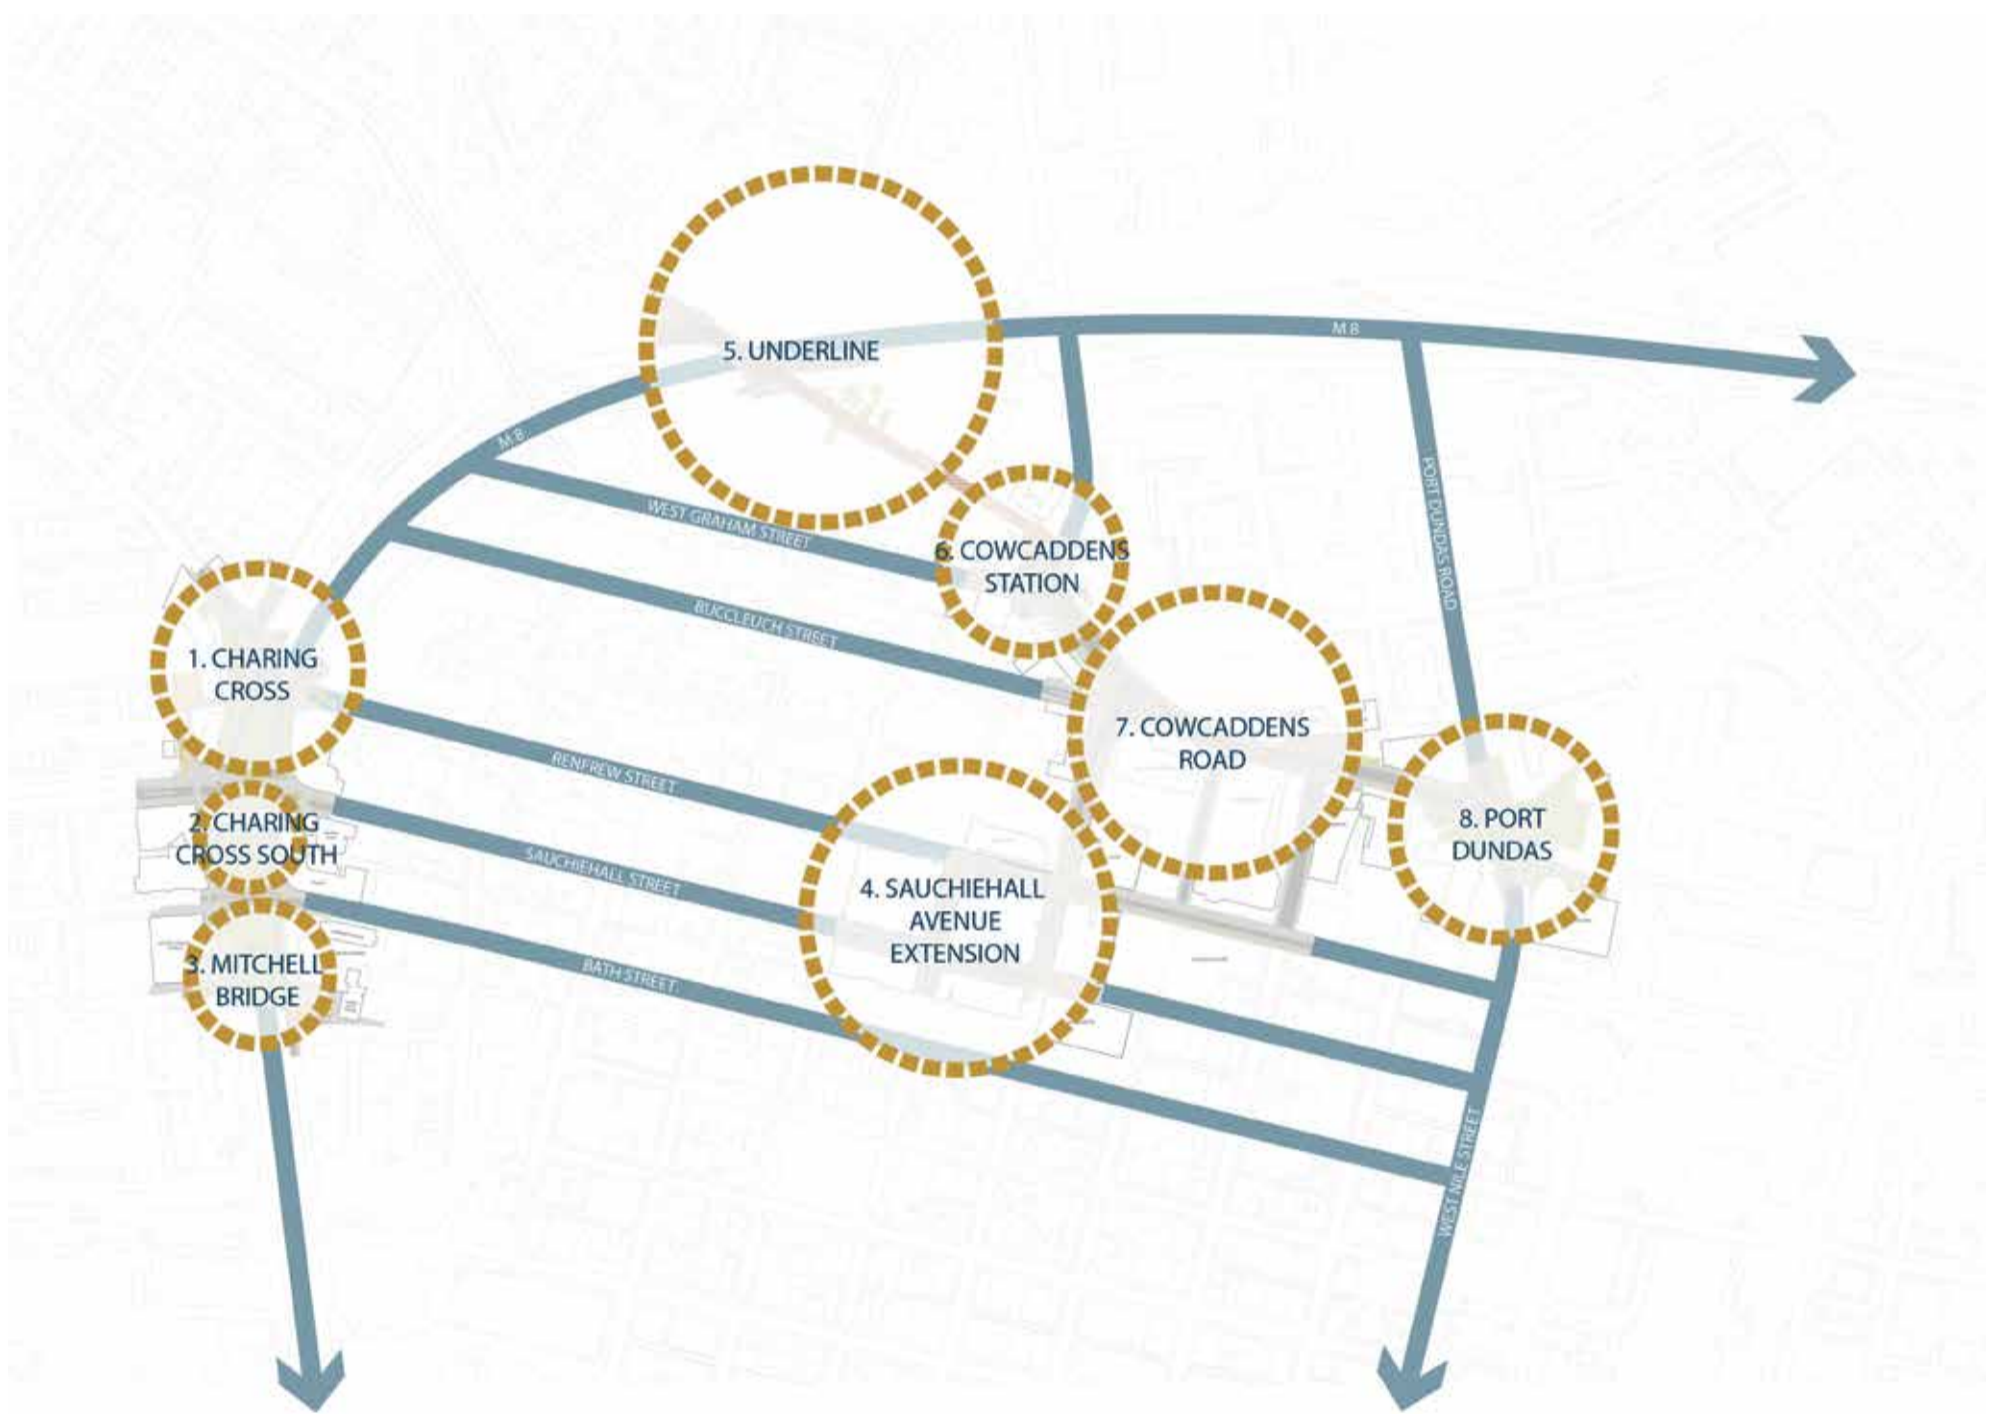 5. UNDERLINE
M 8
M 8
WEST GRAHAM STREET
PORT DUNDAS ROAD
6. COWCADDENS
STATION
BUCCLEUCH STREET
1. CHARING
CROSS
7. COWCADDENS
ROAD
RENFREW STREET
2. CHARING
CROSS SOUTH
8. PORT
DUNDAS
SAUCHIEHALL STREET
4. SAUCHIEHALL
AVENUE
EXTENSION
3. MITCHELL
BRIDGE
BATH STREET
WEST NILE STREET